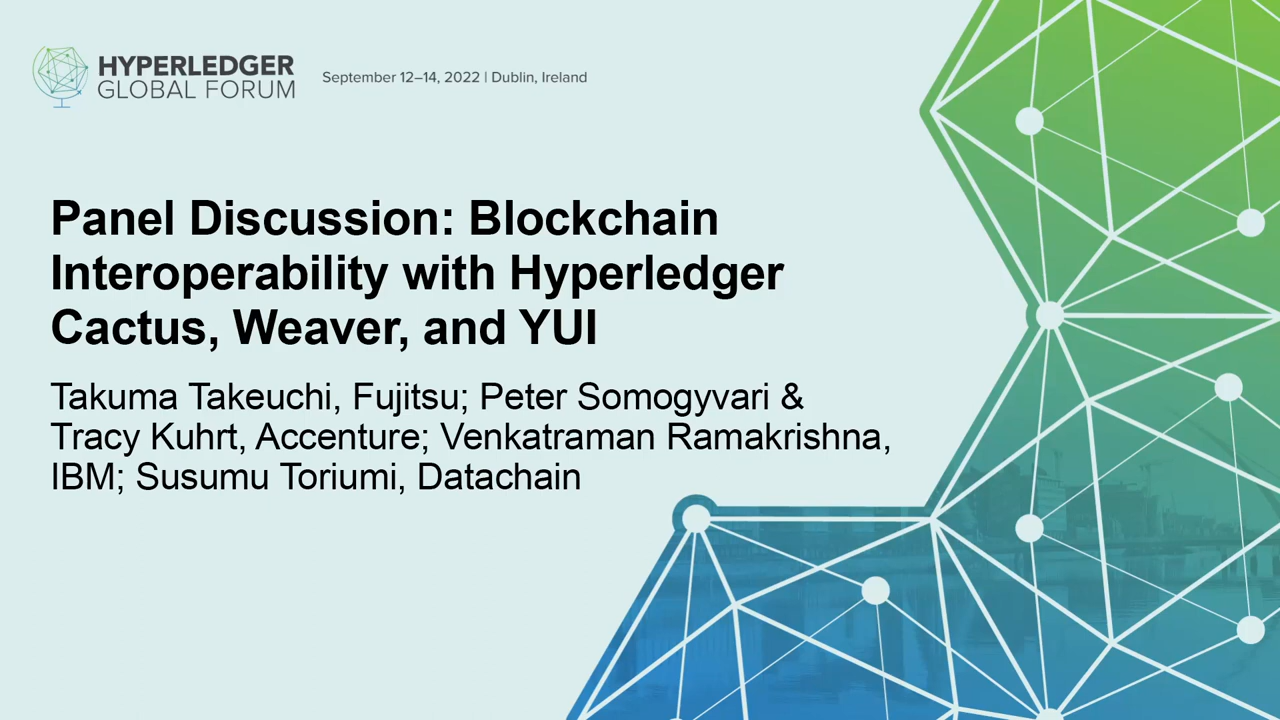 HYPERLEDGER
GLOBAL FORUM
September 12–14, 2022 | Dublin, Ireland
Panel Discussion: Blockchain
Interoperability with Hyperledger
Cactus, Weaver, and YUI
Takuma Takeuchi, Fujitsu; Peter Somogyvari &
Tracy Kuhrt, Accenture; Venkatraman Ramakrishna,
IBM; Susumu Toriumi, Datachain